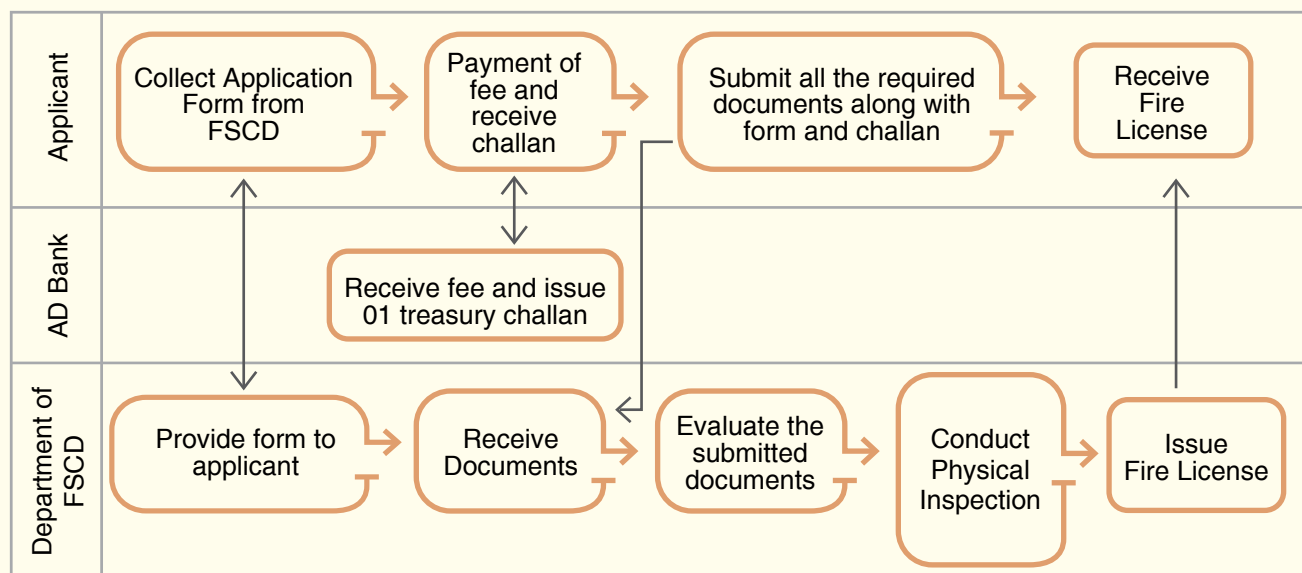 Applicant
Collect Application
Form from
FSCD
Payment of
fee and
receive
challan
Submit all the required
documents along with
form and challan
Receive
Fire
License
AD Bank
Receive fee and issue
01 treasury challan
Department of
FSCD
Provide form to
applicant
Receive
Documents
Evaluate the
submitted
documents
Conduct
Physical
Inspection
Issue
Fire License